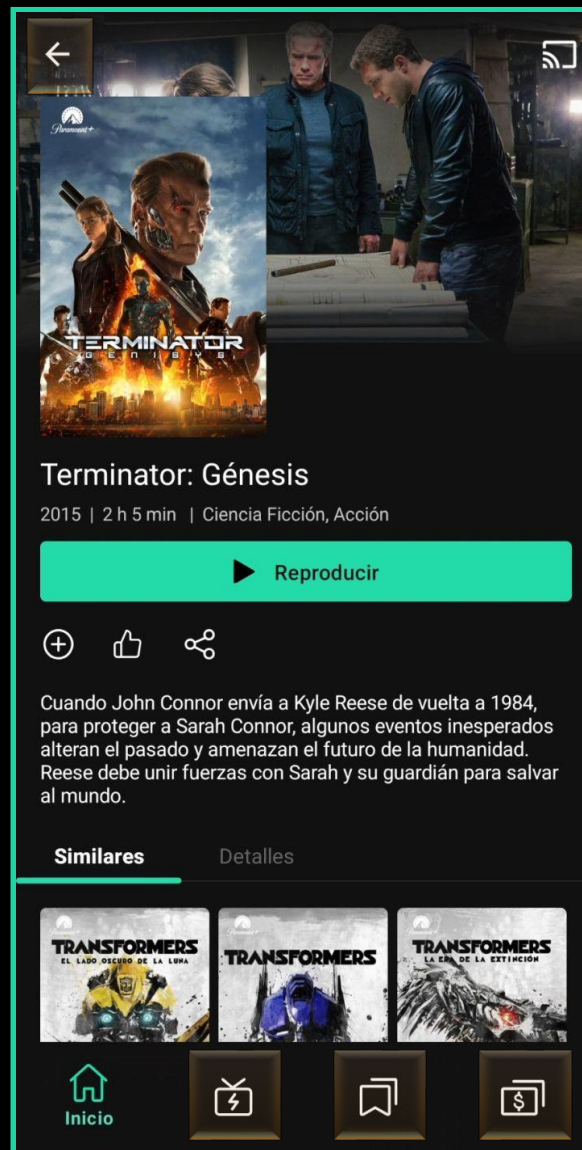 Paramount+
TERMINATOR
GENISYS
Terminator: Génesis
2015 | 2 h 5 min | Ciencia Ficción, Acción
Reproducir
Cuando John Connor envía a Kyle Reese de vuelta a 1984,
para proteger a Sarah Connor, algunos eventos inesperados
alteran el pasado y amenazan el futuro de la humanidad.
Reese debe unir fuerzas con Sarah y su guardián para salvar
al mundo.
Similares
Detalles
TRANSFORMERS
EL LADO OSCURO DE LA LUNA
TRANSFORMERS
TRANSFORMERS
LA ERA DE LA EXTINCIÓN
$
Inicio